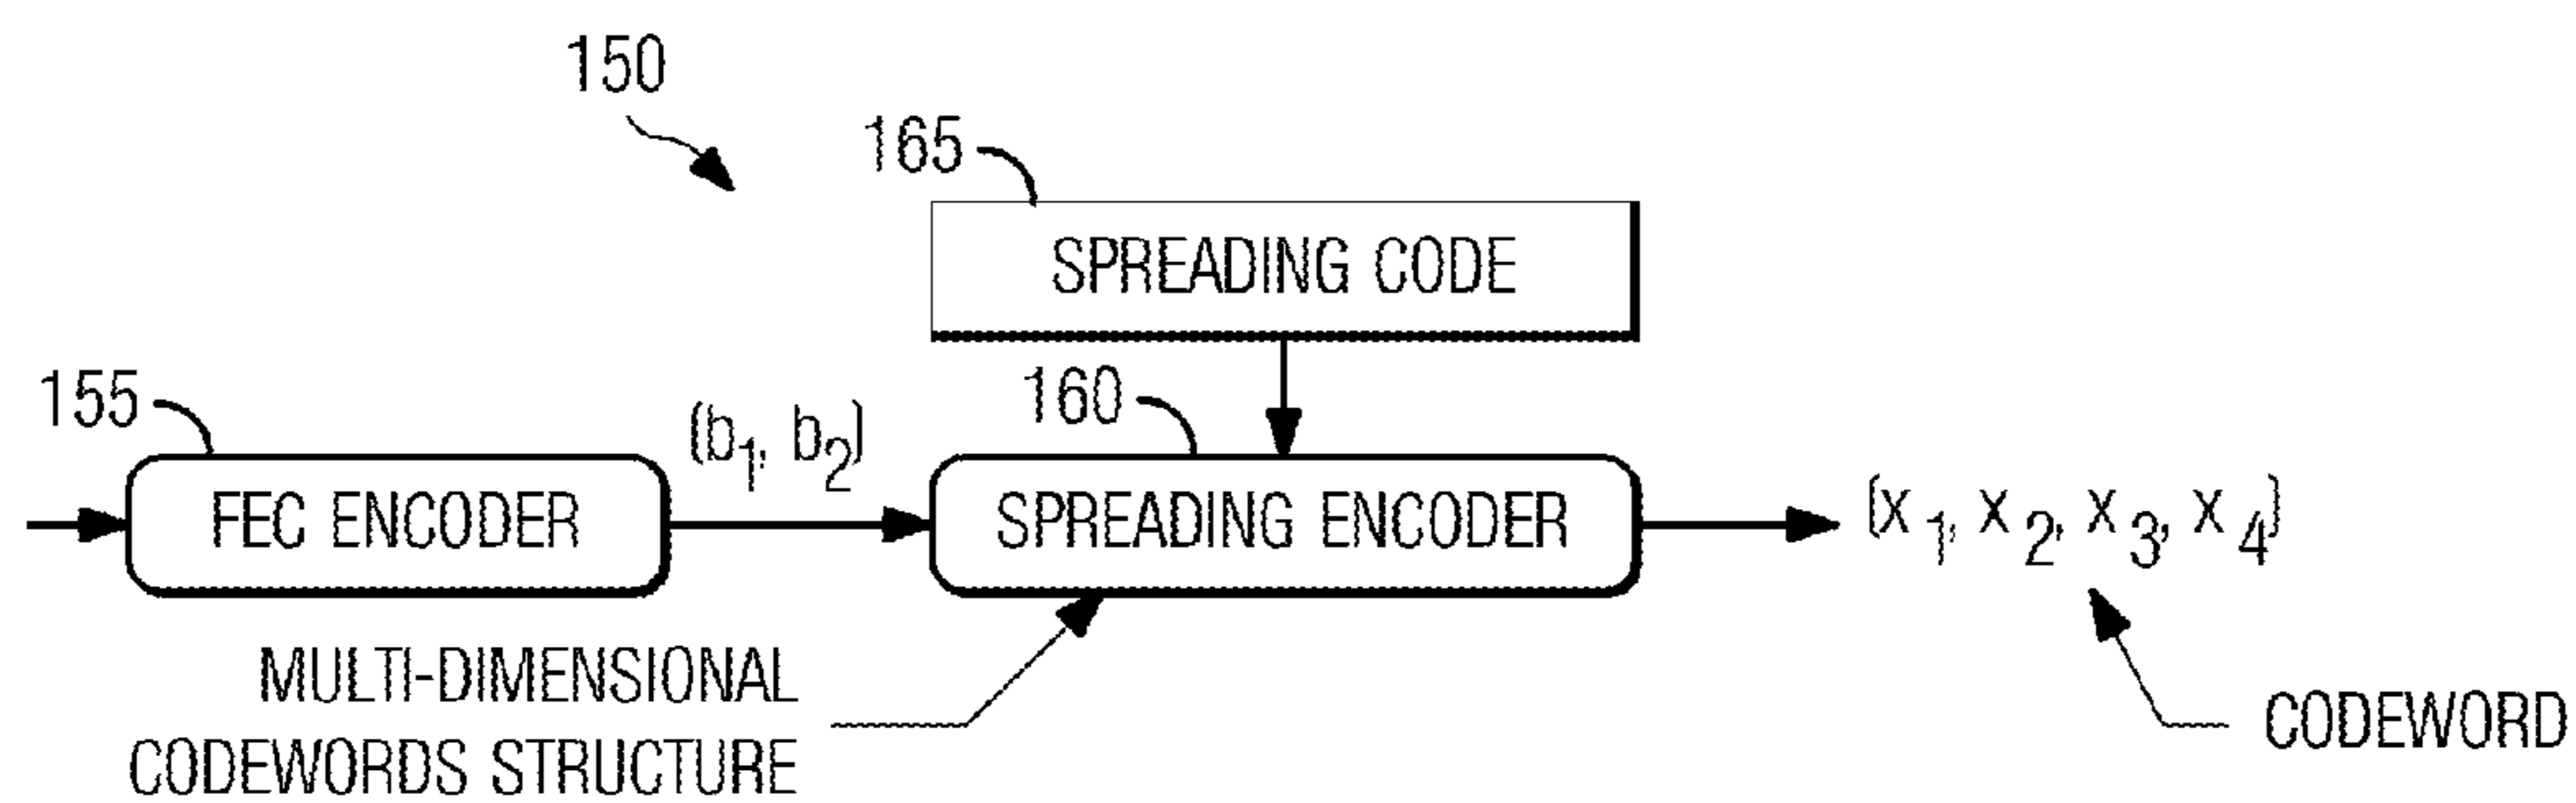 150
165
SPREADING CODE
155
(b1, b2)
160
FEC ENCODER
SPREADING ENCODER
(x1, x2, x3, x4)
MULTI-DIMENSIONAL
CODEWORDS STRUCTURE
CODEWORD